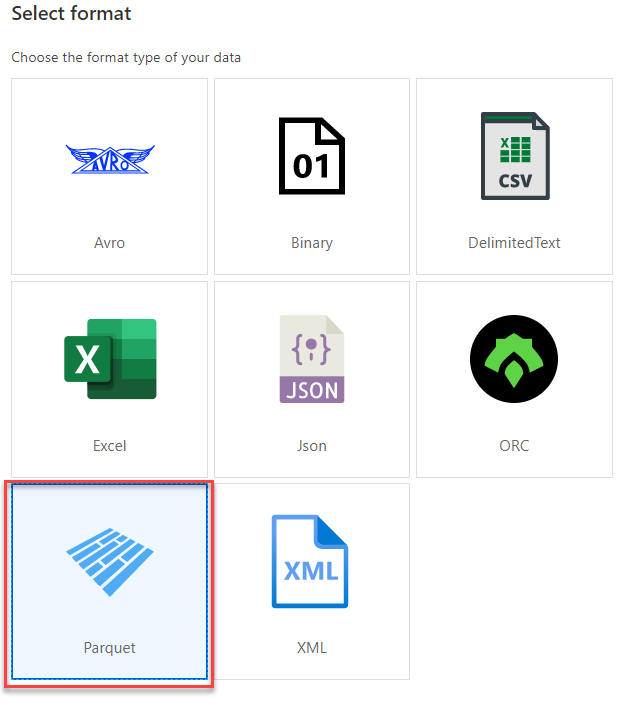 Select format
Choose the format type of your data
AVRO
01
X
CSV
Avro
Binary
DelimitedText
X
{;}
JSON
Excel
Json
ORC
XML
Parquet
XML